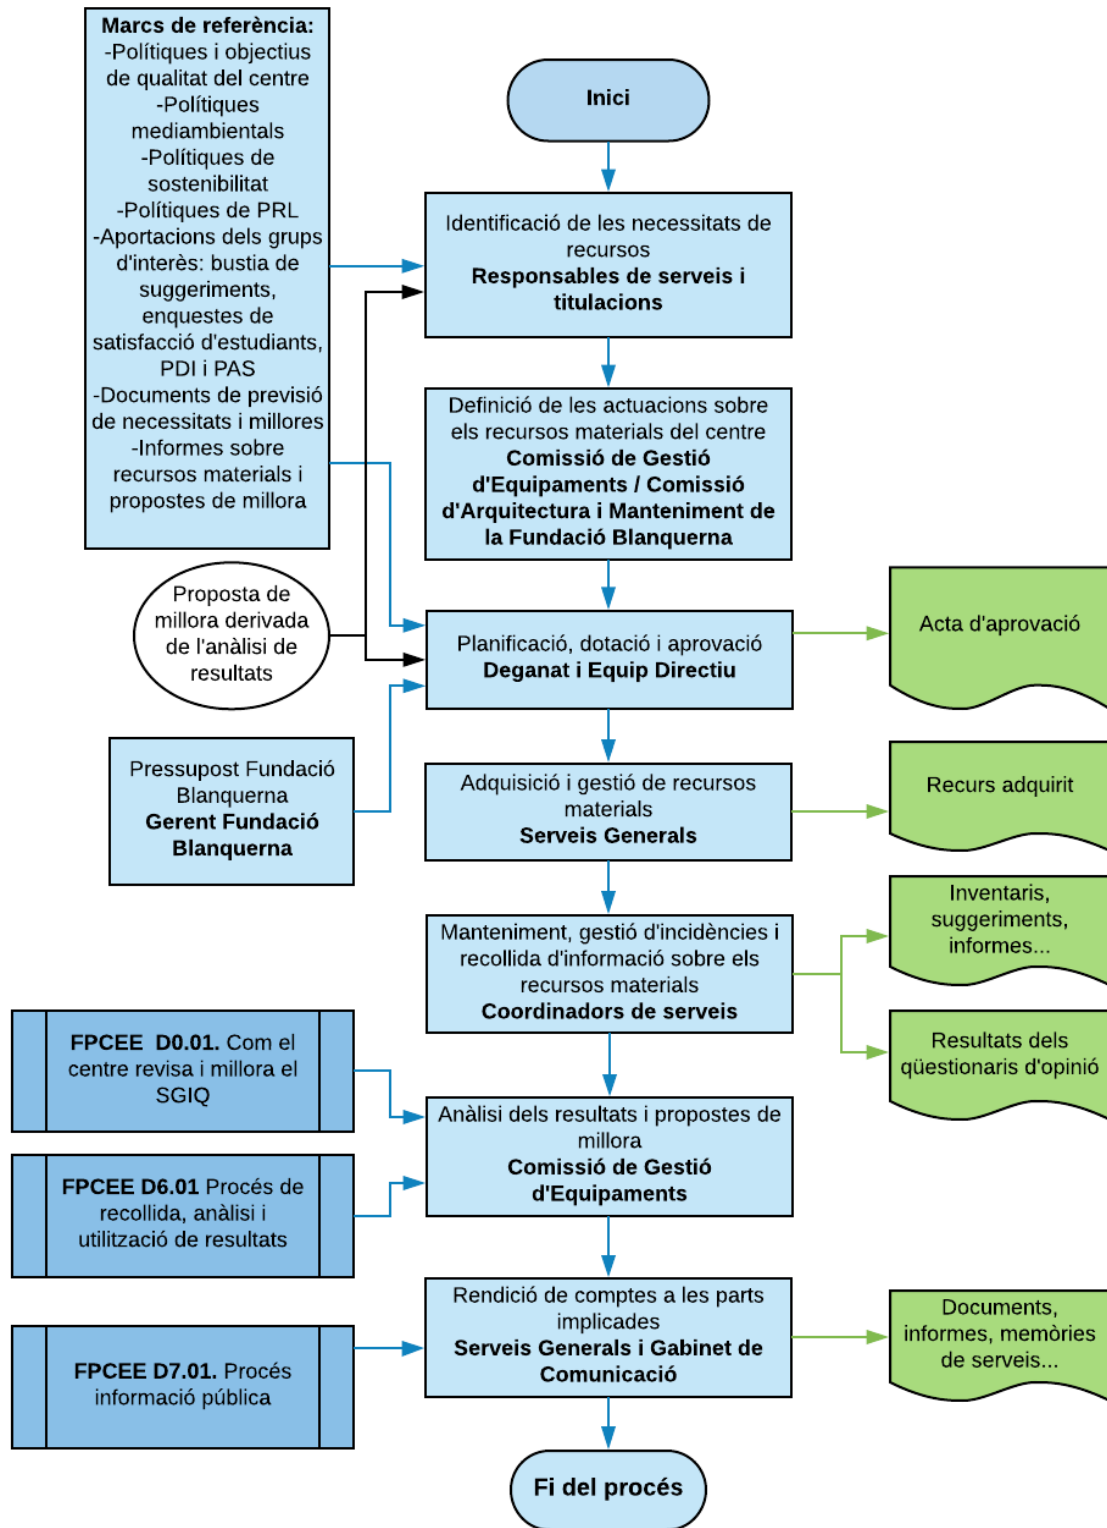 Marcs de referència:
-Polítiques i objectius
de qualitat del centre
-Polítiques
mediambientals
-Polítiques de
sostenibilitat
-Polítiques de PRL
-Aportacions dels grups
d'interès: bustia de
suggeriments,
enquestes de
satisfacció d'estudiants,
PDI i PAS
-Documents de previsió
de necessitats i millores
-Informes sobre
recursos materials i
propostes de millora
Inici
Identificació de les necessitats de
recursos
Responsables de serveis i
titulacions
Definició de les actuacions sobre
els recursos materials del centre
Comissió de Gestió
d'Equipaments / Comissió
d'Arquitectura i Manteniment de
la Fundació Blanquerna
Proposta de
millora derivada
de l'anàlisi de
resultats
Planificació, dotació i aprovació
Deganat i Equip Directiu
Acta d'aprovació
Pressupost Fundació
Blanquerna
Gerent Fundació
Blanquerna
Adquisició i gestió de recursos
materials
Serveis Generals
Recurs adquirit
Manteniment, gestió d'incidències i
recollida d'informació sobre els
recursos materials
Coordinadors de serveis
Inventaris,
suggeriments,
informes...
Resultats dels
qüestionaris d'opinió
FPCEE  D0.01. Com el
centre revisa i millora el
SGIQ
Anàlisi dels resultats i propostes de
millora
Comissió de Gestió
d'Equipaments
FPCEE D6.01 Procés de
recollida, anàlisi i
utilització de resultats
Rendició de comptes a les parts
implicades
Serveis Generals i Gabinet de
Comunicació
Documents,
informes, memòries
de serveis...
FPCEE D7.01. Procés
informació pública
Fi del procés